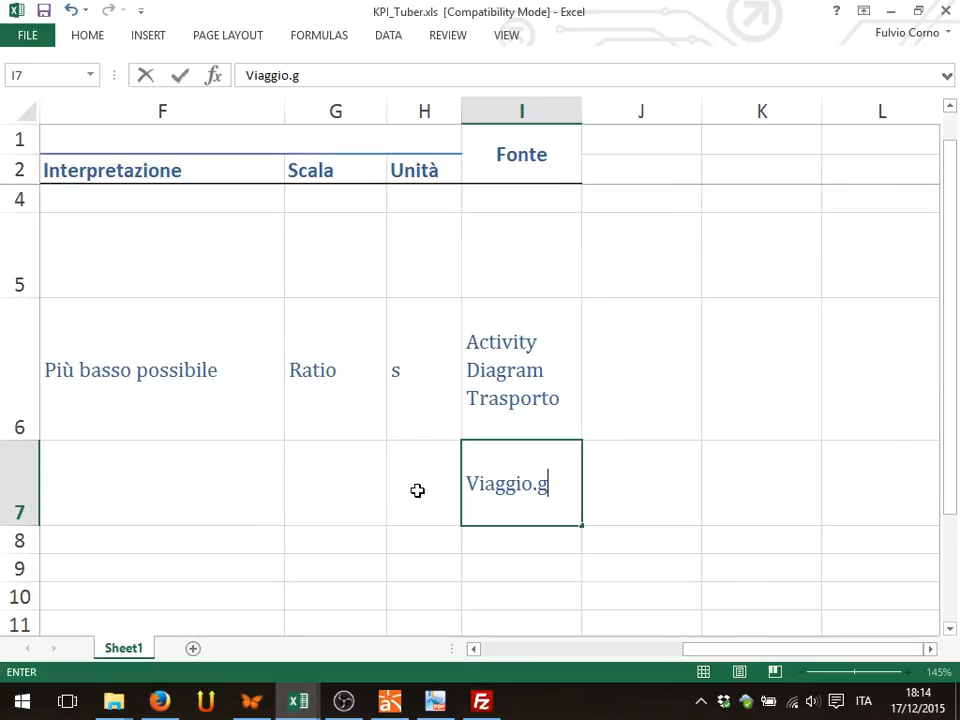 KPI_Tuber.xls [Compatibility Mode] - Excel
?
FILE HOME INSERT PAGE LAYOUT FORMULAS DATA REVIEW VIEW
Fulvio Corno
I7
fx
Viaggio.g
F G H I J K L
1
Fonte
2 Interpretazione Scala Unità
4
5
Activity
6 Più basso possibile Ratio s Diagram
Trasporto
7 Viaggio.g
8
9
10
11
Sheet1
ENTER
145%
ITA
18:14
17/12/2015